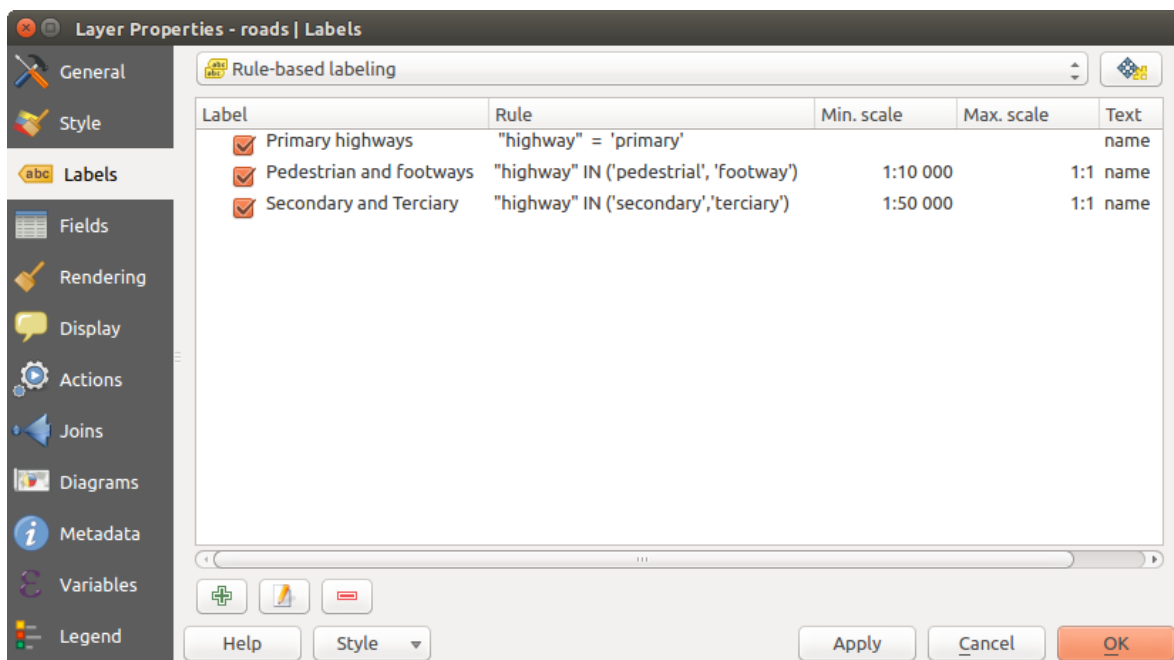 Layer Properties - roads | Labels
General
Style
abc Labels
Fields
Rendering
Display
Actions
Joins
Diagrams
Metadata
Variables
Legend
abc abc Rule-based labeling
Label Rule Min. scale Max. scale Text
Primary highways "highway" = 'primary' name
Pedestrian and footways "highway" IN ('pedestrial', 'footway') 1:10 000 1:1 name
Secondary and Terciary "highway" IN ('secondary','terciary') 1:50 000 1:1 name
Help Style Apply Cancel OK